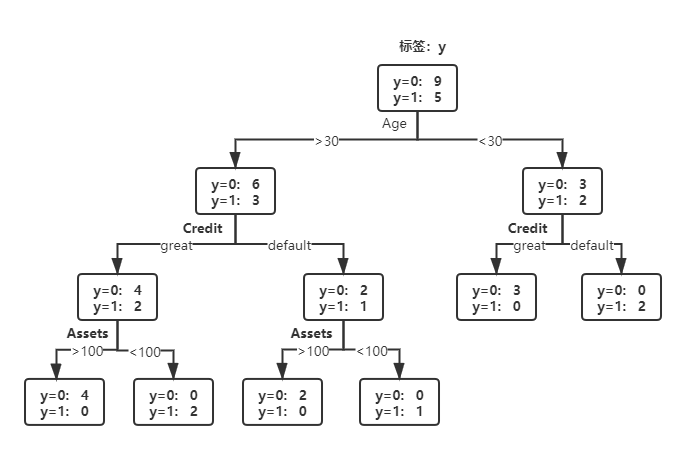 标签：y
y=0: 9
y=1: 5
Age
>30
<30
y=0: 6
y=1: 3
y=0: 3
y=1: 2
Credit
Credit
great
default
great
default
y=0: 4
y=1: 2
y=0: 2
y=1: 1
y=0: 3
y=1: 0
y=0: 0
y=1: 2
Assets
Assets
>100
<100
>100
<100
y=0: 4
y=1: 0
y=0: 0
y=1: 2
y=0: 2
y=1: 0
y=0: 0
y=1: 1